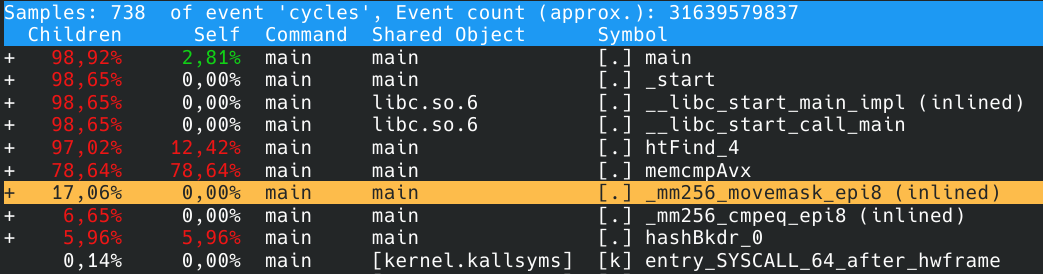 Samples: 738  of event 'cycles', Event count (approx.): 31639579837
  Children      Self  Command  Shared Object      Symbol
+   98,92%     2,81%  main     main               [.] main
+   98,65%     0,00%  main     main               [.] _start
+   98,65%     0,00%  main     libc.so.6          [.] __libc_start_main_impl (inlined)
+   98,65%     0,00%  main     libc.so.6          [.] __libc_start_call_main
+   97,02%    12,42%  main     main               [.] htFind_4
+   78,64%    78,64%  main     main               [.] memcmpAvx
+   17,06%     0,00%  main     main               [.] _mm256_movemask_epi8 (inlined)
+    6,65%     0,00%  main     main               [.] _mm256_cmpeq_epi8 (inlined)
+    5,96%     5,96%  main     main               [.] hashBkdr_0
     0,14%     0,00%  main     [kernel.kallsyms]  [k] entry_SYSCALL_64_after_hwframe